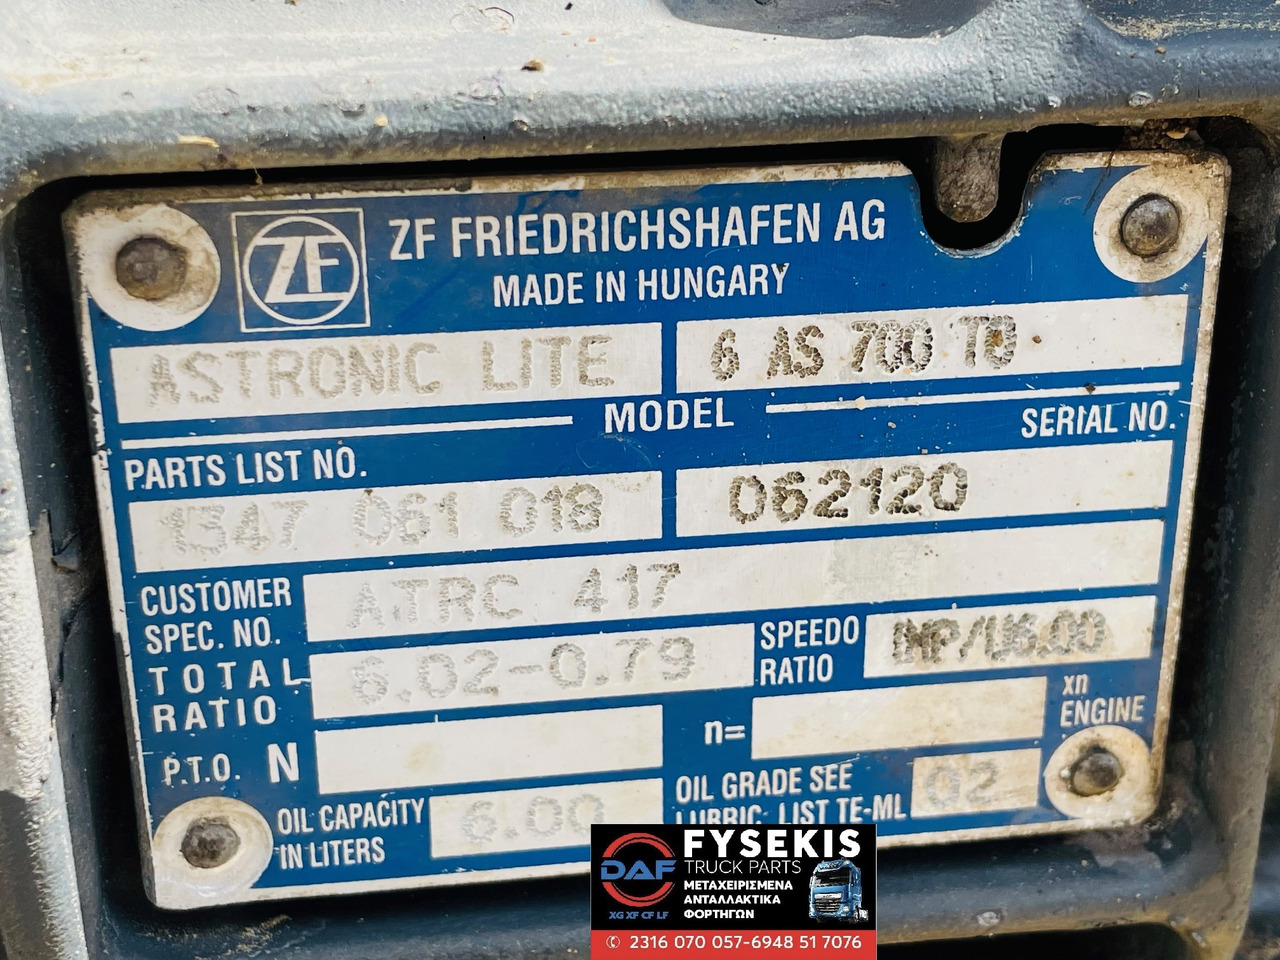 ZF
ZF FRIEDRICHSHAFEN AG
MADE IN HUNGARY
ASTRONIC LITE
6 AS 700 TO
MODEL
PARTS LIST NO.
SERIAL NO.
1347 061 018
062120
CUSTOMER
SPEC. NO.
A.TRC 417
TOTAL
RATIO
6.02-0.79
SPEEDO
RATIO
P.T.O. N
n=
xn
ENGINE
OIL CAPACITY
IN LITERS
6.00
OIL GRADE SEE
LUBRIC. LIST TE-ML
02
DAF
XG XF CF LF
FYSEKIS
TRUCK PARTS
ΜΕΤΑΧΕΙΡΙΣΜΕΝΑ
ΑΝΤΑΛΛΑΚΤΙΚΑ
ΦΟΡΤΗΓΩΝ
2316 070 057-6948 51 7076